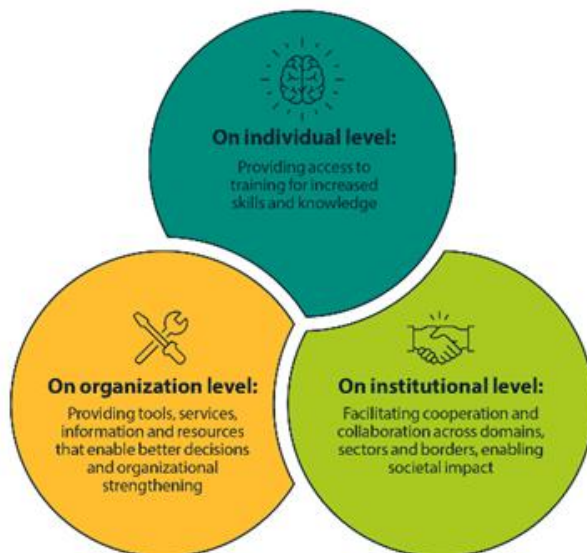 On individual level:
Providing access to
training for increased
skills and knowledge
On organization level:
Providing tools, services,
information and resources
that enable better decisions
and organizational
strengthening
On institutional level:
Facilitating cooperation and
collaboration across domains,
sectors and borders, enabling
societal impact